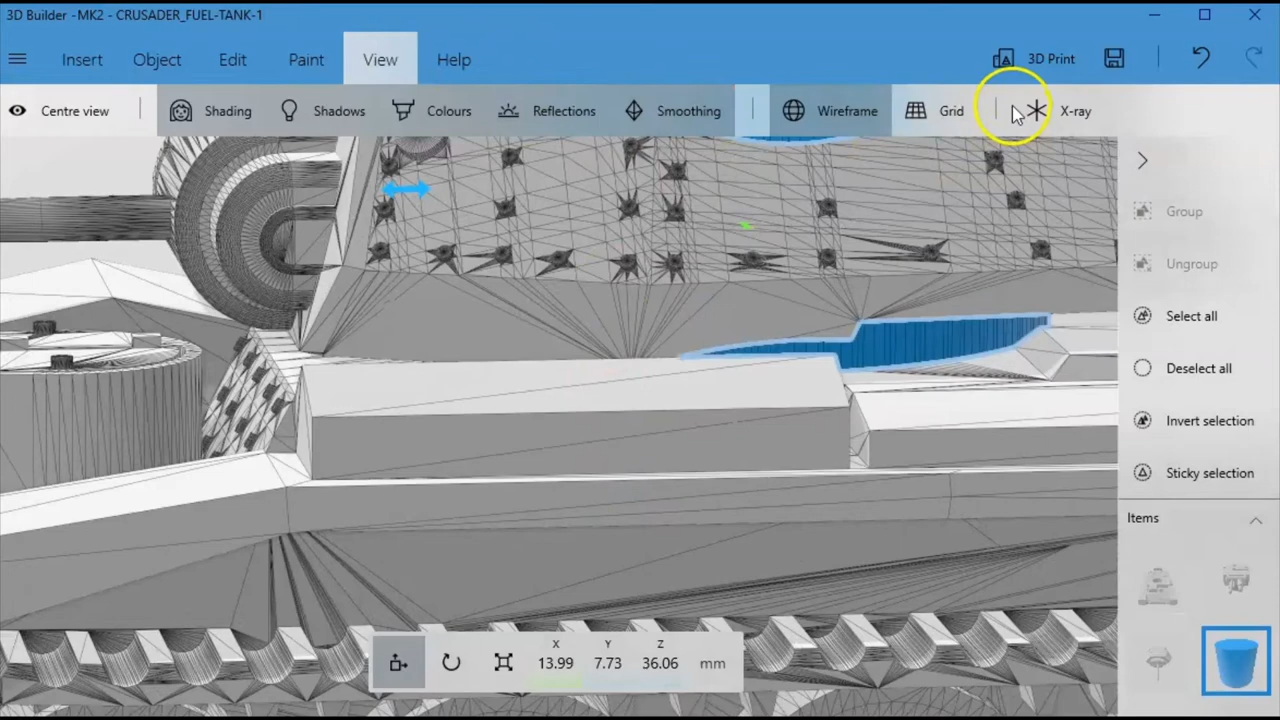 3D Builder - MK2 - CRUSADER_FUEL-TANK-1
Insert Object Edit Paint View Help 3D Print
Centre view Shading Shadows Colours Reflections Smoothing Wireframe Grid X-ray
Group
Ungroup
Select all
Deselect all
Invert selection
Sticky selection
Items
X Y Z
13.99 7.73 36.06 mm